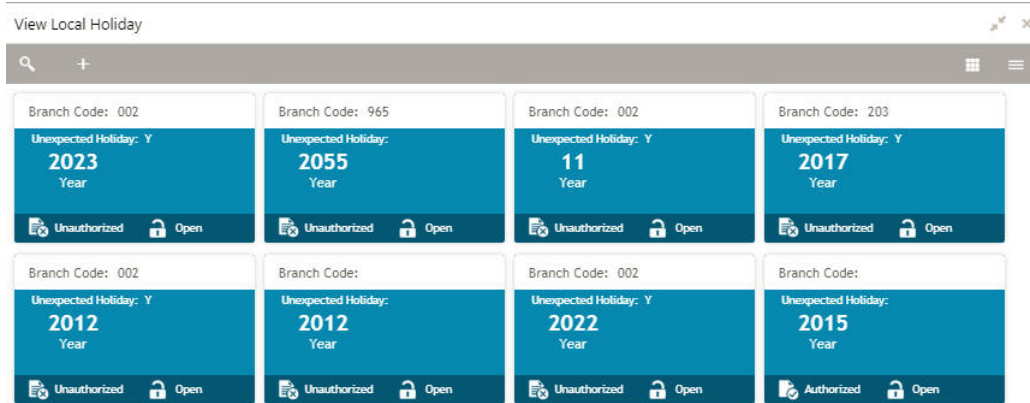 View Local Holiday
Branch Code: 002
Unexpected Holiday: Y
2023
Year
Unauthorized Open
Branch Code: 965
Unexpected Holiday:
2055
Year
Unauthorized Open
Branch Code: 002
Unexpected Holiday: Y
11
Year
Unauthorized Open
Branch Code: 203
Unexpected Holiday: Y
2017
Year
Unauthorized Open
Branch Code: 002
Unexpected Holiday: Y
2012
Year
Unauthorized Open
Branch Code:
Unexpected Holiday:
2012
Year
Unauthorized Open
Branch Code: 002
Unexpected Holiday: Y
2022
Year
Unauthorized Open
Branch Code:
Unexpected Holiday:
2015
Year
Authorized Open